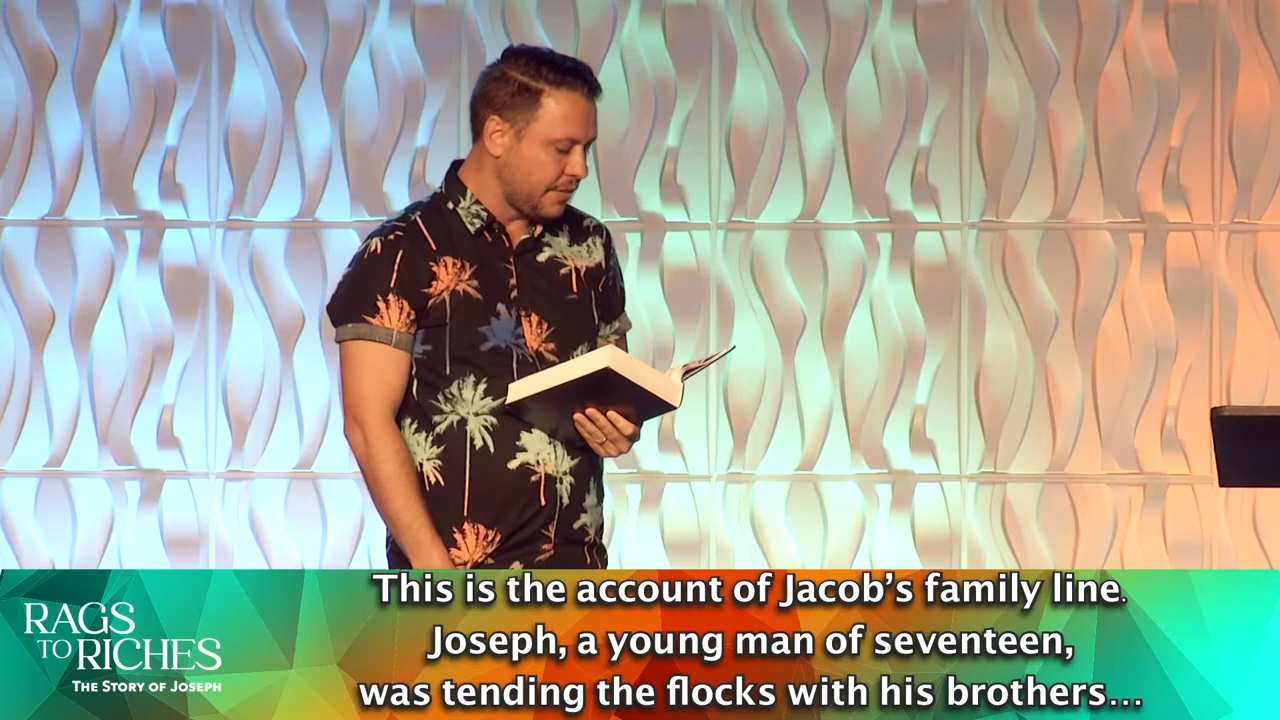 RAGS
TO RICHES
THE STORY OF JOSEPH
This is the account of Jacob’s family line.
Joseph, a young man of seventeen,
was tending the flocks with his brothers...